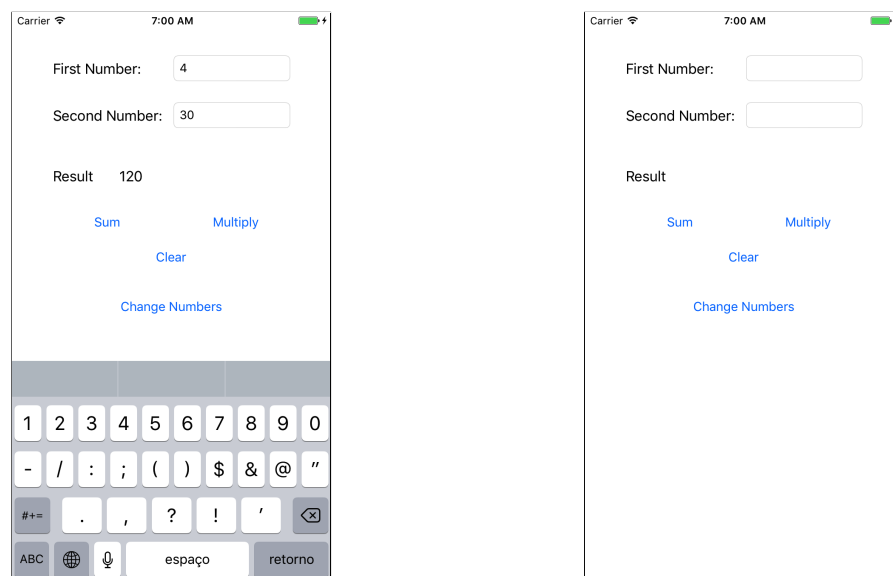 Carrier 7:00 AM
First Number: 4
Second Number: 30
Result 120
Sum Multiply
Clear
Change Numbers
1 2 3 4 5 6 7 8 9 0
- / : ; ( ) $ & @ "
#+= . , ? ! '
ABC espaço retorno
Carrier 7:00 AM
First Number:
Second Number:
Result
Sum Multiply
Clear
Change Numbers